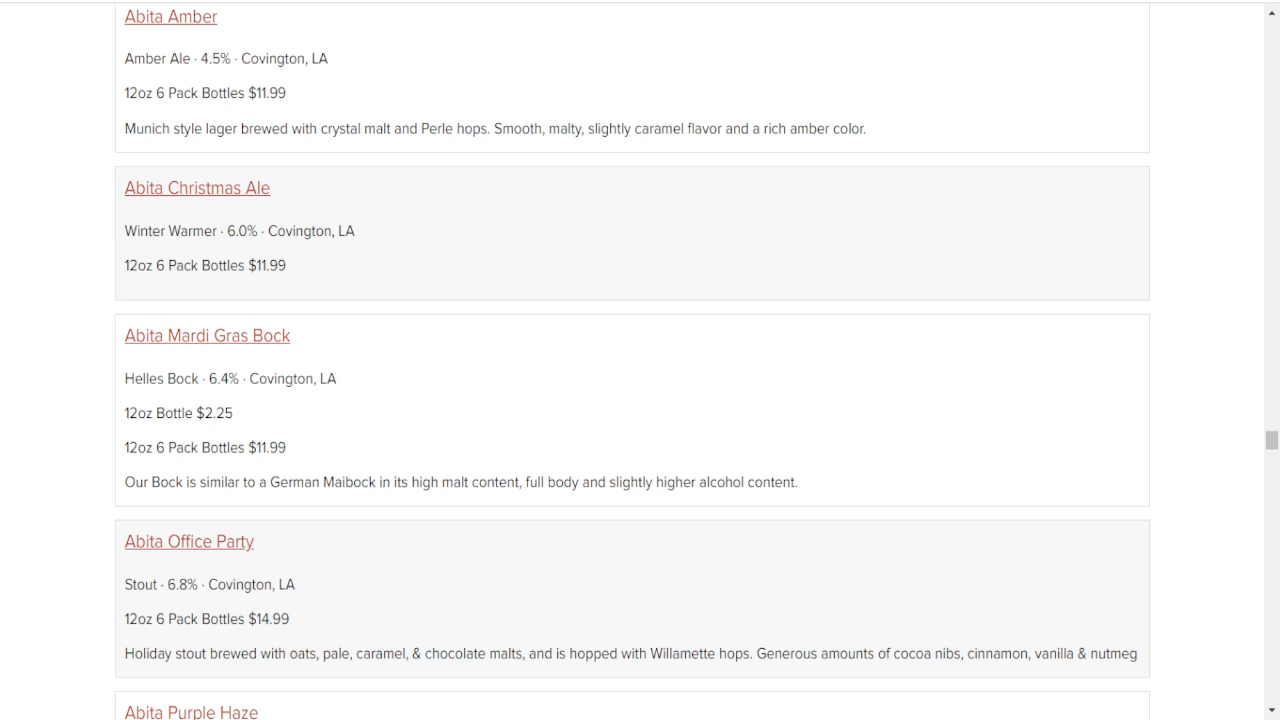 Abita Amber
Amber Ale · 4.5% · Covington, LA
12oz 6 Pack Bottles $11.99
Munich style lager brewed with crystal malt and Perle hops. Smooth, malty, slightly caramel flavor and a rich amber color.
Abita Christmas Ale
Winter Warmer · 6.0% · Covington, LA
12oz 6 Pack Bottles $11.99
Abita Mardi Gras Bock
Helles Bock · 6.4% · Covington, LA
12oz Bottle $2.25
12oz 6 Pack Bottles $11.99
Our Bock is similar to a German Maibock in its high malt content, full body and slightly higher alcohol content.
Abita Office Party
Stout · 6.8% · Covington, LA
12oz 6 Pack Bottles $14.99
Holiday stout brewed with oats, pale, caramel, & chocolate malts, and is hopped with Willamette hops. Generous amounts of cocoa nibs, cinnamon, vanilla & nutmeg
Abita Purple Haze